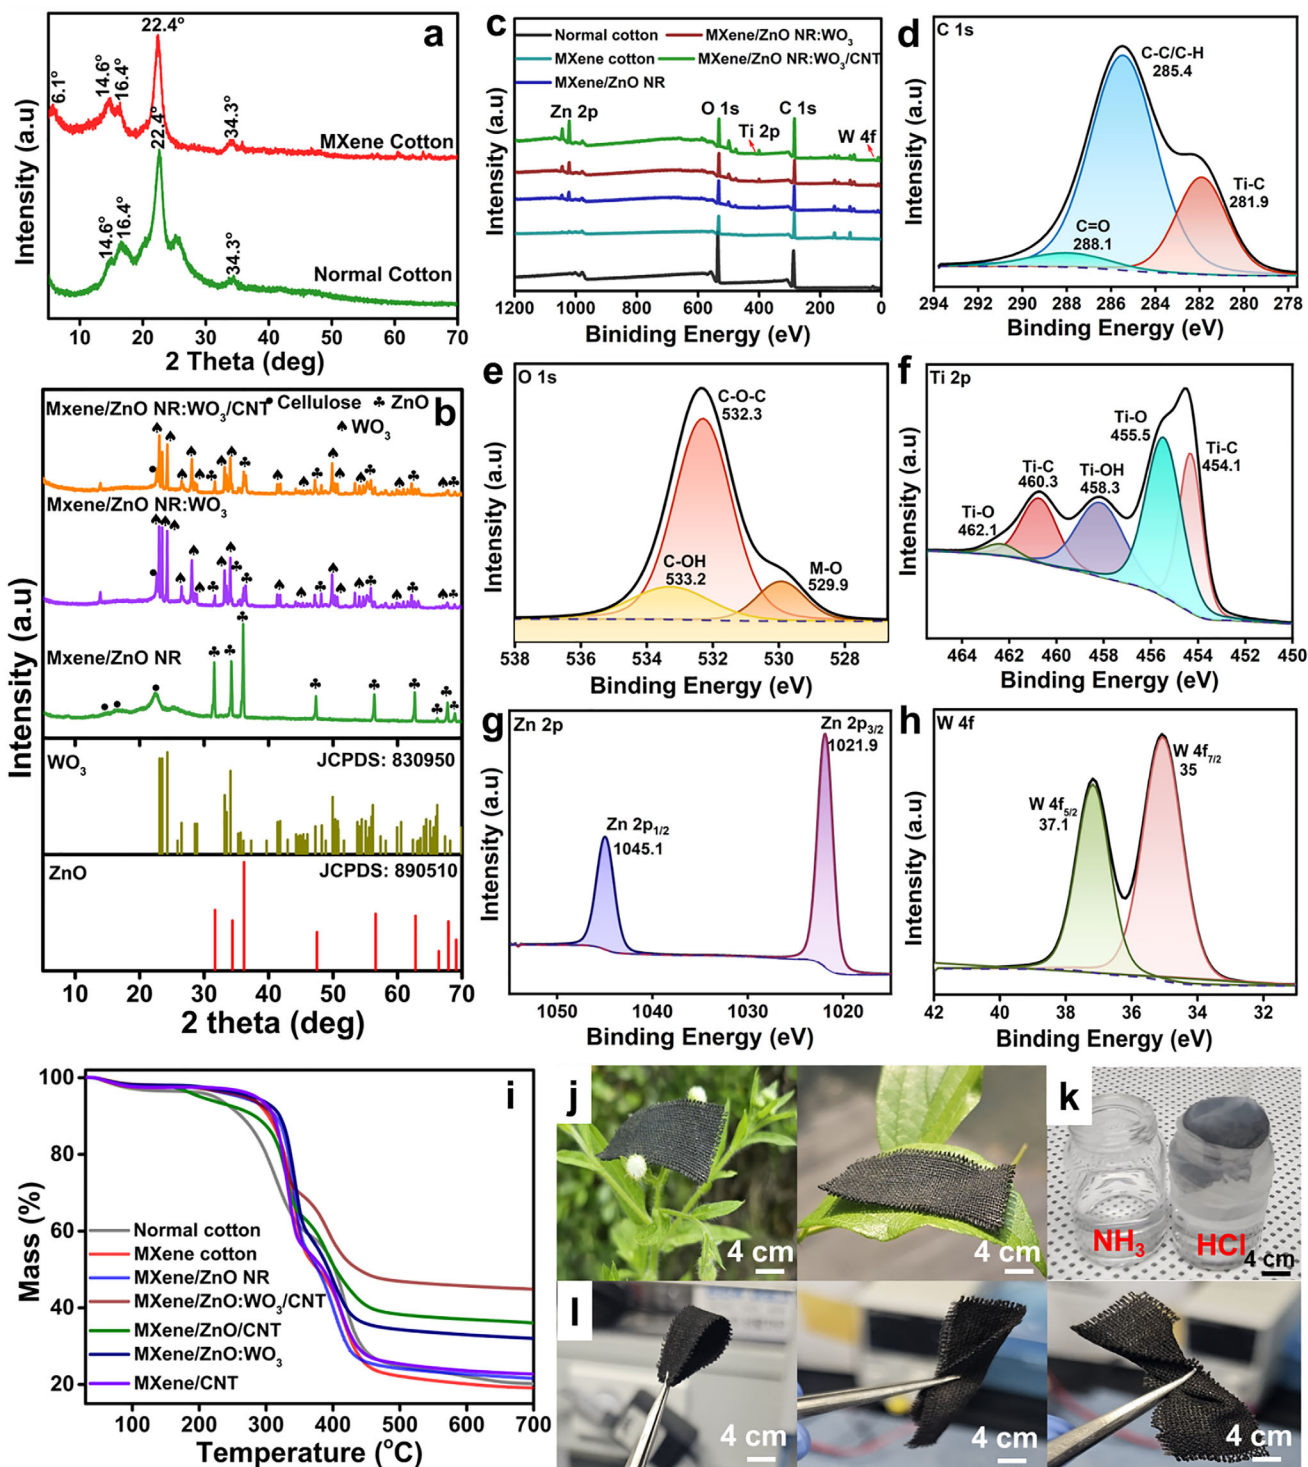 a
22.4°
6.1°
14.6°
16.4°
34.3°
MXene Cotton
22.4°
14.6°
16.4°
34.3°
Normal Cotton
Intensity (a.u)
10 20 30 40 50 60 70
2 Theta (deg)
b
Mxene/ZnO NR:WO₃/CNT
● Cellulose ♣ ZnO
♠ WO₃
Mxene/ZnO NR:WO₃
Mxene/ZnO NR
WO₃ JCPDS: 830950
ZnO JCPDS: 890510
Intensity (a.u)
10 20 30 40 50 60 70
2 theta (deg)
c
Normal cotton MXene/ZnO NR:WO₃
MXene cotton MXene/ZnO NR:WO₃/CNT
MXene/ZnO NR
Zn 2p O 1s C 1s
Ti 2p W 4f
Intensity (a.u)
1200 1000 800 600 400 200 0
Biniding Energy (eV)
d
C 1s
C-C/C-H
285.4
Ti-C
281.9
C=O
288.1
Intensity (a.u)
294 292 290 288 286 284 282 280 278
Binding Energy (eV)
e
O 1s
C-O-C
532.3
C-OH
533.2
M-O
529.9
Intensity (a.u)
538 536 534 532 530 528
Binding Energy (eV)
f
Ti 2p
Ti-O
455.5
Ti-C
454.1
Ti-C
460.3
Ti-OH
458.3
Ti-O
462.1
Intensity (a.u)
464 462 460 458 456 454 452 450
Binding Energy (eV)
g
Zn 2p
Zn 2p₃/₂
1021.9
Zn 2p₁/₂
1045.1
Intensity (a.u)
1050 1040 1030 1020
Binding Energy (eV)
h
W 4f
W 4f₇/₂
35
W 4f₅/₂
37.1
Intensity (a.u)
42 40 38 36 34 32
Binding Energy (eV)
i
Mass (%)
100
80
60
40
20
Normal cotton
MXene cotton
MXene/ZnO NR
MXene/ZnO:WO₃/CNT
MXene/ZnO/CNT
MXene/ZnO:WO₃
MXene/CNT
100 200 300 400 500 600 700
Temperature (°C)
j
4 cm
4 cm
k
NH₃
HCl
4 cm
l
4 cm
4 cm
4 cm